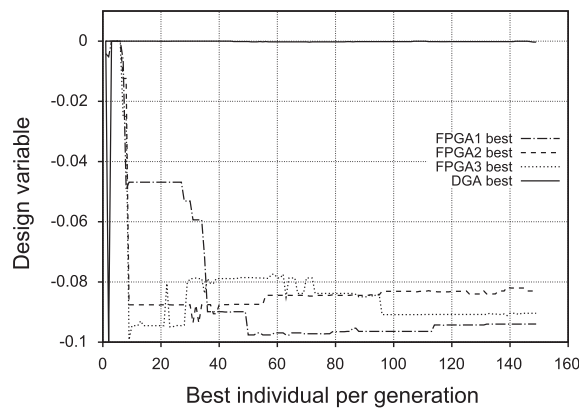 0
-0.02
-0.04
-0.06
-0.08
-0.1
Design variable
FPGA1 best
FPGA2 best
FPGA3 best
DGA best
0 20 40 60 80 100 120 140 160
Best individual per generation